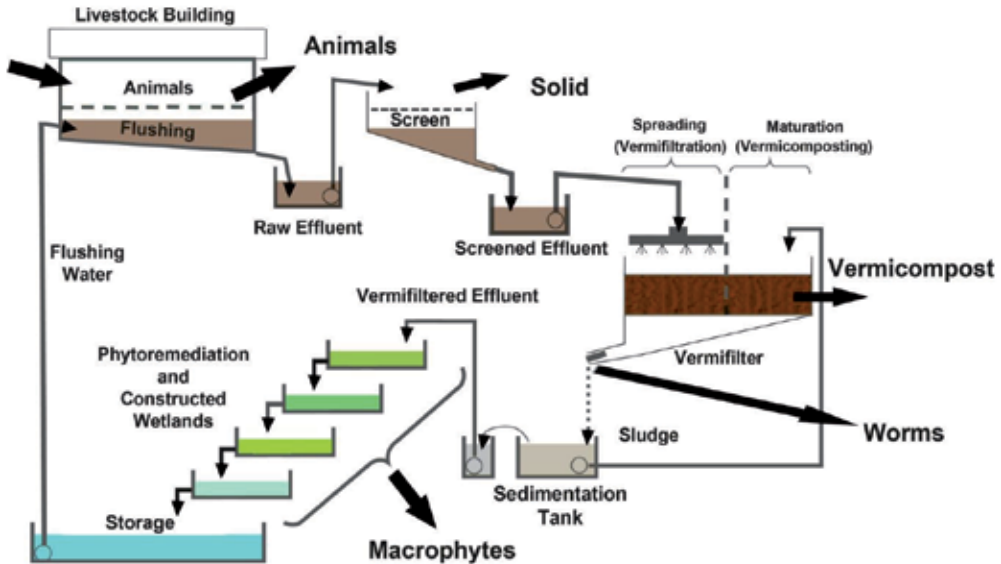 Livestock Building
Animals
Animals
Flushing
Solid
Screen
Spreading
(Vermifiltration)
Maturation
(Vermicomposting)
Raw Effluent
Screened Effluent
Flushing
Water
Vermicompost
Vermifiltered Effluent
Vermifilter
Phytoremediation
and
Constructed
Wetlands
Worms
Sludge
Sedimentation
Tank
Storage
Macrophytes